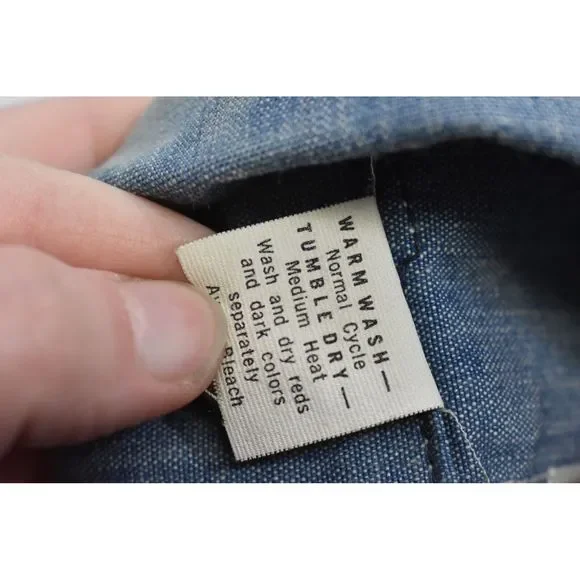 WARM WASH—
Normal Cycle
TUMBLE DRY—
Medium Heat
Wash and dry reds
and dark colors
separately
Bleach